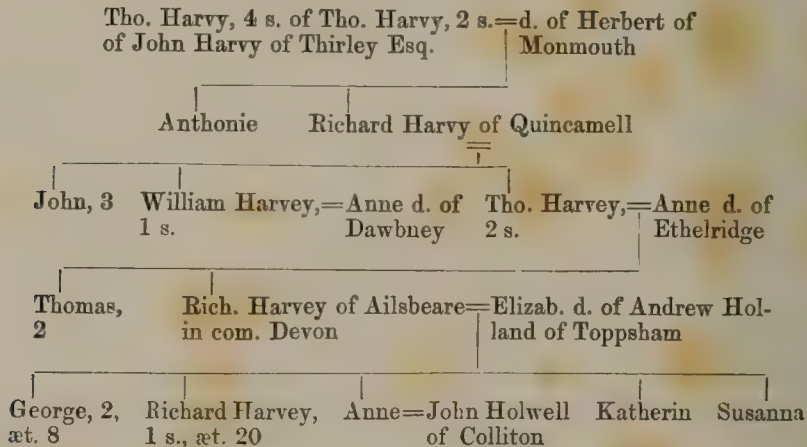 Tho. Harvy, 4 s. of Tho. Harvy, 2 s.=d. of Herbert of
of John Harvy of Thirley Esq. Monmouth
Anthonie Richard Harvy of Quincamell
=
John, 3 William Harvey,=Anne d. of Tho. Harvey,=Anne d. of
1 s. Dawbney 2 s. Ethelridge
Thomas, Rich. Harvey of Ailsbeare=Elizab. d. of Andrew Hol-
2 in com. Devon land of Toppsham
George, 2, Richard Harvey, Anne=John Holwell Katherin Susanna
æt. 8 1 s., æt. 20 of Colliton